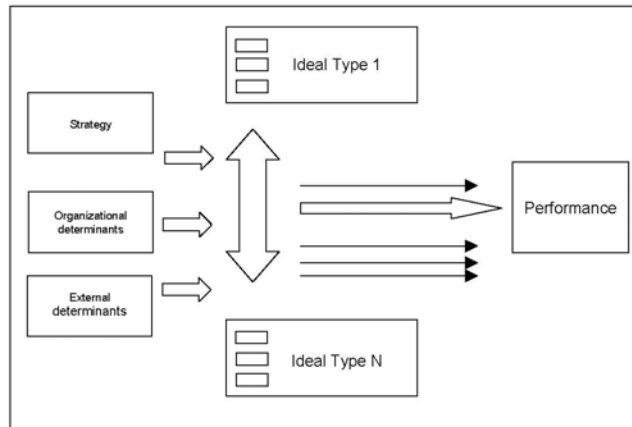 Ideal Type 1
Strategy
Organizational
determinants
Performance
External
determinants
Ideal Type N